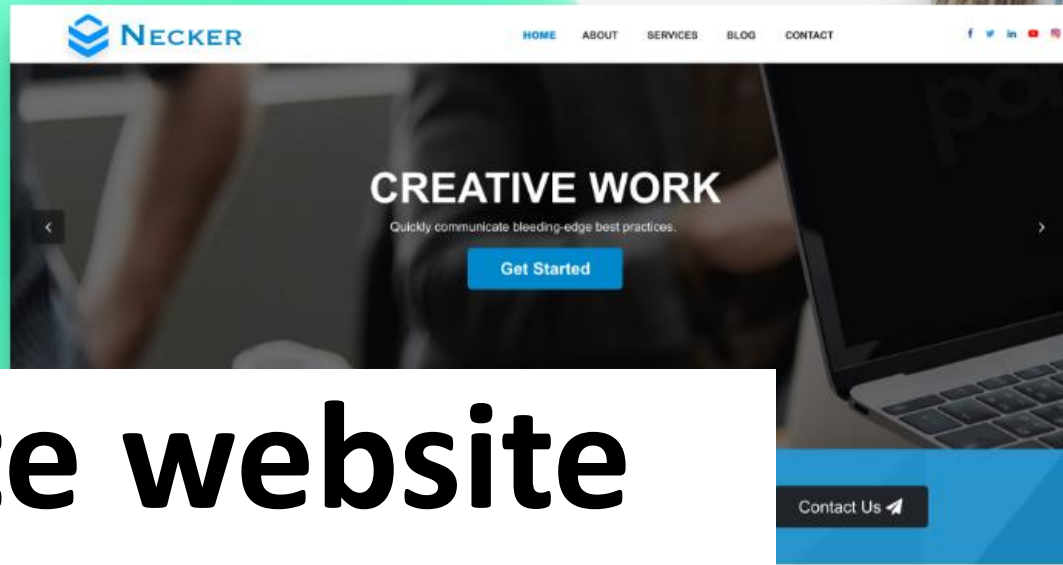 NECKER
HOME ABOUT SERVICES BLOG CONTACT
CREATIVE WORK
Quickly communicate bleeding-edge best practices.
Get Started
website
Contact Us